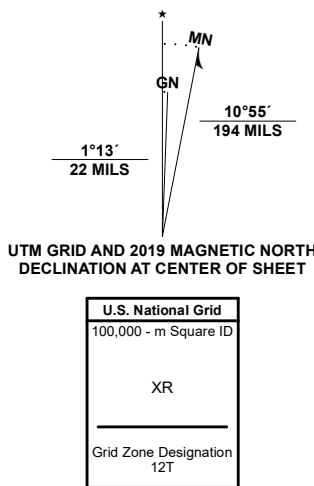 ★
MN
GN
10°55´
194 MILS
1°13´
22 MILS
UTM GRID AND 2019 MAGNETIC NORTH
DECLINATION AT CENTER OF SHEET
U.S. National Grid
100,000 - m Square ID
XR
Grid Zone Designation
12T